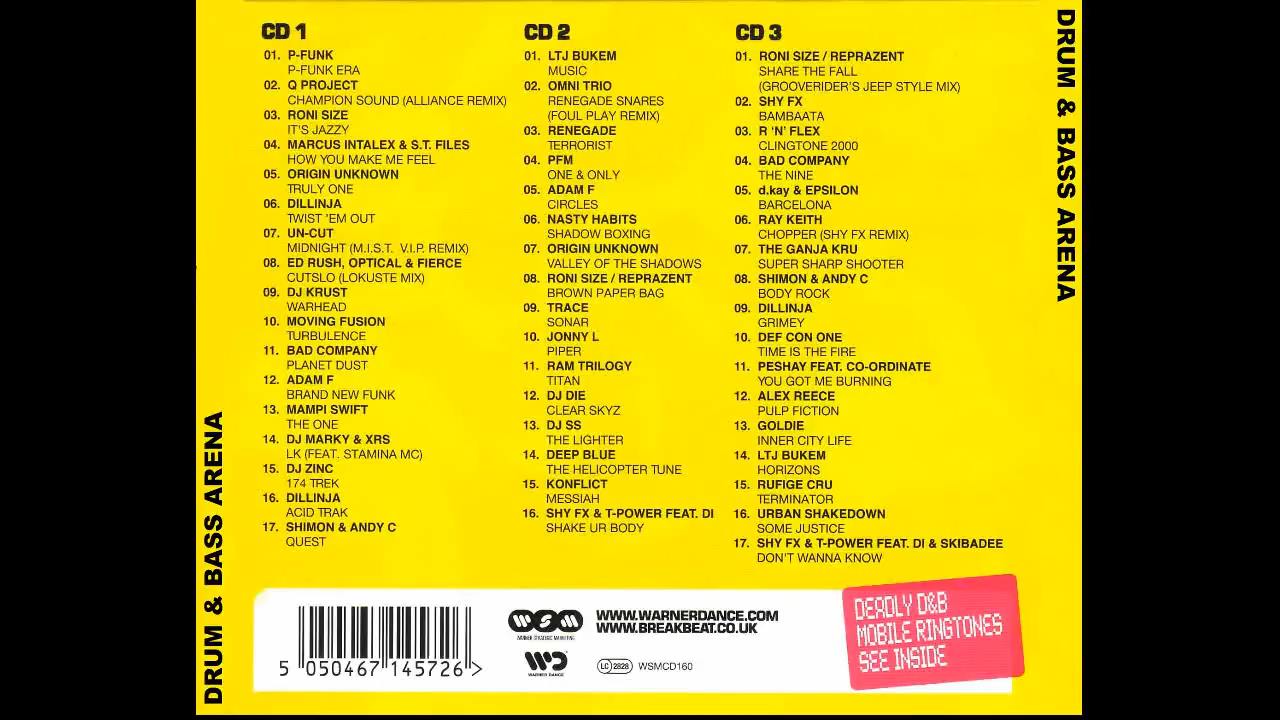 CD 1
01. P-FUNK
P-FUNK ERA
02. Q PROJECT
CHAMPION SOUND (ALLIANCE REMIX)
03. RONI SIZE
IT'S JAZZY
04. MARCUS INTALEX & S.T. FILES
HOW YOU MAKE ME FEEL
05. ORIGIN UNKNOWN
TRULY ONE
06. DILLINJA
TWIST 'EM OUT
07. UN-CUT
MIDNIGHT (M.I.S.T. V.I.P. REMIX)
08. ED RUSH, OPTICAL & FIERCE
CUTSLO (LOKUSTE MIX)
09. DJ KRUST
WARHEAD
10. MOVING FUSION
TURBULENCE
11. BAD COMPANY
PLANET DUST
12. ADAM F
BRAND NEW FUNK
13. MAMPI SWIFT
THE ONE
14. DJ MARKY & XRS
LK (FEAT. STAMINA MC)
15. DJ ZINC
174 TREK
16. DILLINJA
ACID TRAK
17. SHIMON & ANDY C
QUEST
CD 2
01. LTJ BUKEM
MUSIC
02. OMNI TRIO
RENEGADE SNARES
(FOUL PLAY REMIX)
03. RENEGADE
TERRORIST
04. PFM
ONE & ONLY
05. ADAM F
CIRCLES
06. NASTY HABITS
SHADOW BOXING
07. ORIGIN UNKNOWN
VALLEY OF THE SHADOWS
08. RONI SIZE / REPRAZENT
BROWN PAPER BAG
09. TRACE
SONAR
10. JONNY L
PIPER
11. RAM TRILOGY
TITAN
12. DJ DIE
CLEAR SKYZ
13. DJ SS
THE LIGHTER
14. DEEP BLUE
THE HELICOPTER TUNE
15. KONFLICT
MESSIAH
16. SHY FX & T-POWER FEAT. DI
SHAKE UR BODY
CD 3
01. RONI SIZE / REPRAZENT
SHARE THE FALL
(GROOVERIDER'S JEEP STYLE MIX)
02. SHY FX
BAMBAATA
03. R 'N' FLEX
CLINGTONE 2000
04. BAD COMPANY
THE NINE
05. d.kay & EPSILON
BARCELONA
06. RAY KEITH
CHOPPER (SHY FX REMIX)
07. THE GANJA KRU
SUPER SHARP SHOOTER
08. SHIMON & ANDY C
BODY ROCK
09. DILLINJA
GRIMEY
10. DEF CON ONE
TIME IS THE FIRE
11. PESHAY FEAT. CO-ORDINATE
YOU GOT ME BURNING
12. ALEX REECE
PULP FICTION
13. GOLDIE
INNER CITY LIFE
14. LTJ BUKEM
HORIZONS
15. RUFIGE CRU
TERMINATOR
16. URBAN SHAKEDOWN
SOME JUSTICE
17. SHY FX & T-POWER FEAT. DI & SKIBADEE
DON'T WANNA KNOW
DRUM & BASS ARENA
DRUM & BASS ARENA
5 050467 145726 >
WSM
WARNER STRATEGIC MARKETING
WARNER DANCE
WWW.WARNERDANCE.COM
WWW.BREAKBEAT.CO.UK
LC 2828 WSMCD160
DEADLY D&B
MOBILE RINGTONES
SEE INSIDE